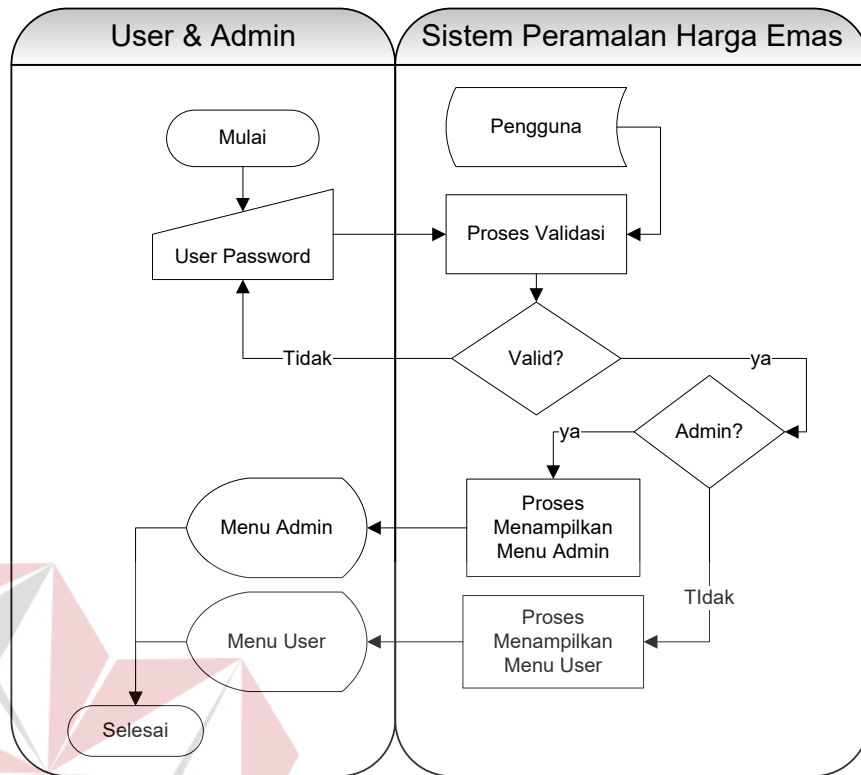 User & Admin
Sistem Peramalan Harga Emas
Mulai
Pengguna
User Password
Proses Validasi
Tidak
Valid?
ya
ya
Admin?
Menu Admin
Proses
Menampilkan
Menu Admin
TIdak
Menu User
Proses
Menampilkan
Menu User
Selesai